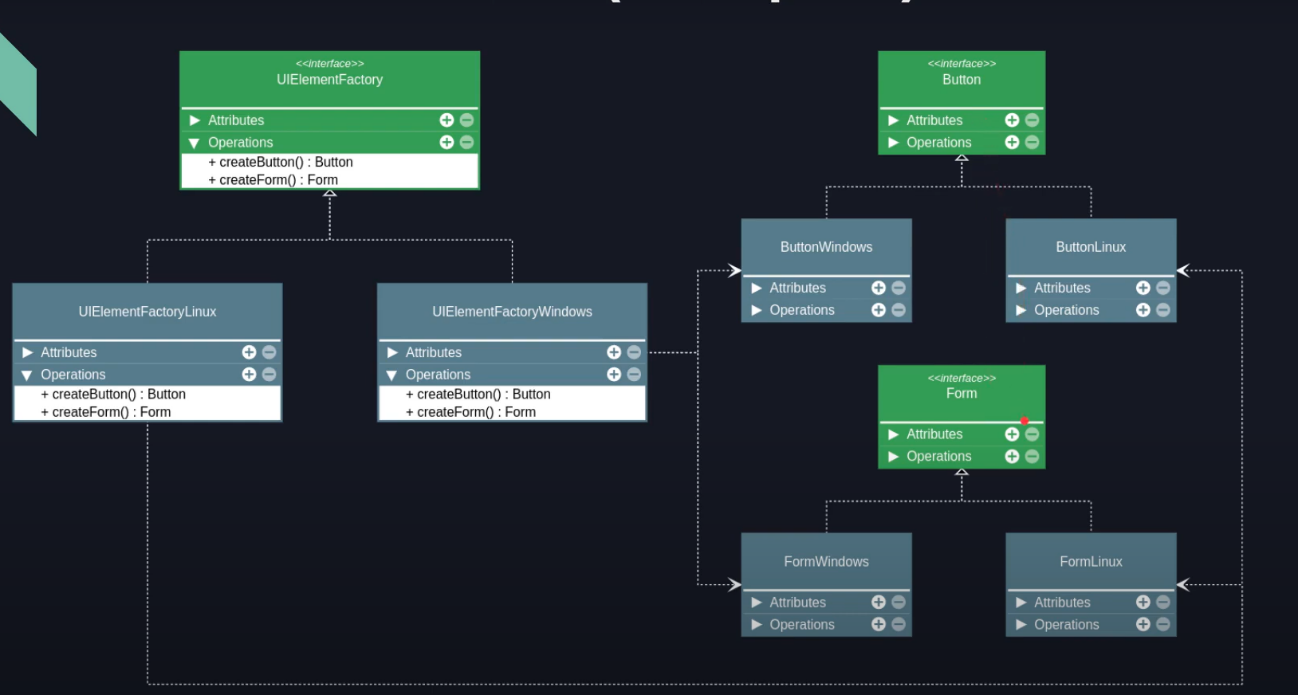 <<interface>>
UIElementFactory
Attributes
Operations
+ createButton() : Button
+ createForm() : Form
UIElementFactoryLinux
Attributes
Operations
+ createButton() : Button
+ createForm() : Form
UIElementFactoryWindows
Attributes
Operations
+ createButton() : Button
+ createForm() : Form
<<interface>>
Button
Attributes
Operations
ButtonWindows
Attributes
Operations
ButtonLinux
Attributes
Operations
<<interface>>
Form
Attributes
Operations
FormWindows
Attributes
Operations
FormLinux
Attributes
Operations